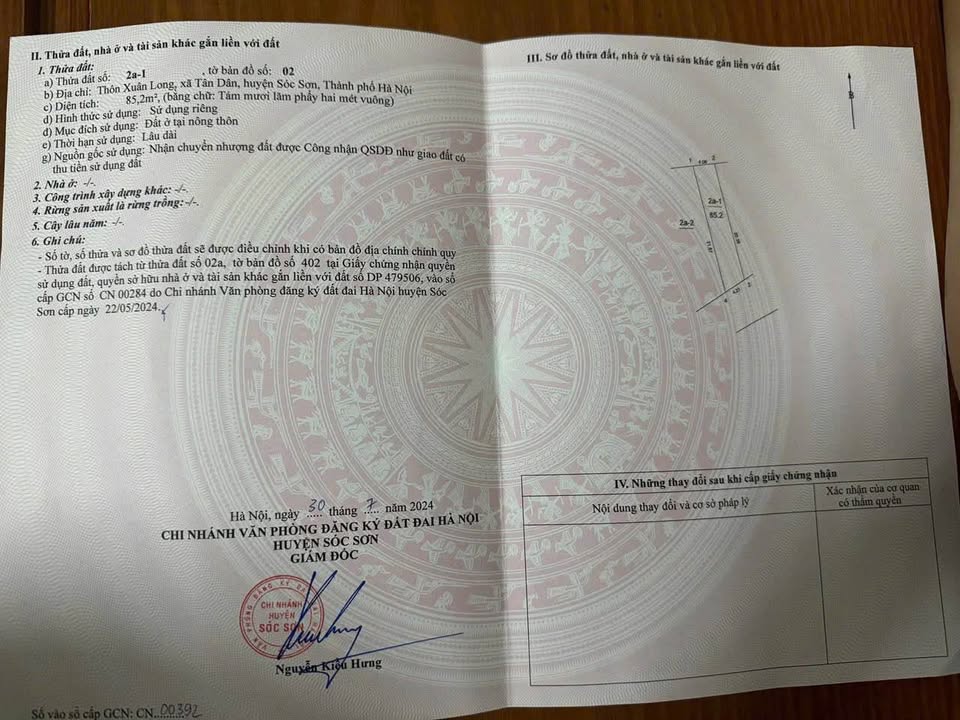 II. Thửa đất, nhà ở và tài sản khác gắn liền với đất
1. Thửa đất:
a) Thửa đất số: 2a-1 , tờ bản đồ số: 02
b) Địa chỉ: Thôn Xuân Long, xã Tân Dân, huyện Sóc Sơn, Thành phố Hà Nội
c) Diện tích: 85,2m², (bằng chữ: Tám mươi lăm phẩy hai mét vuông)
d) Hình thức sử dụng: Sử dụng riêng
đ) Mục đích sử dụng: Đất ở tại nông thôn
e) Thời hạn sử dụng: Lâu dài
g) Nguồn gốc sử dụng: Nhận chuyển nhượng đất được Công nhận QSDĐ như giao đất có
thu tiền sử dụng đất
2. Nhà ở: -/-.
3. Công trình xây dựng khác: -/-.
4. Rừng sản xuất là rừng trồng:-/-.
5. Cây lâu năm: -/-.
6. Ghi chú:
- Số tờ, số thửa và sơ đồ thửa đất sẽ được điều chỉnh khi có bản đồ địa chính chính quy
- Thửa đất được tách từ thửa đất số 02a, tờ bản đồ số 402 tại Giấy chứng nhận quyền
sử dụng đất, quyền sở hữu nhà ở và tài sản khác gắn liền với đất số DP 479506, vào sổ
cấp GCN số CN 00284 do Chi nhánh Văn phòng đăng ký đất đai Hà Nội huyện Sóc
Sơn cấp ngày 22/05/2024.
Hà Nội, ngày 30 tháng 7 năm 2024
CHI NHÁNH VĂN PHÒNG ĐĂNG KÝ ĐẤT ĐAI HÀ NỘI
HUYỆN SÓC SƠN
GIÁM ĐỐC
CHI NHÁNH
HUYỆN
SÓC SƠN
Nguyễn Kiều Hưng
Số vào sổ cấp GCN: CN.00392
III. Sơ đồ thửa đất, nhà ở và tài sản khác gắn liền với đất
B
1 2
2a-1
85.2
2a-2
IV. Những thay đổi sau khi cấp giấy chứng nhận
Nội dung thay đổi và cơ sở pháp lý
Xác nhận của cơ quan
có thẩm quyền